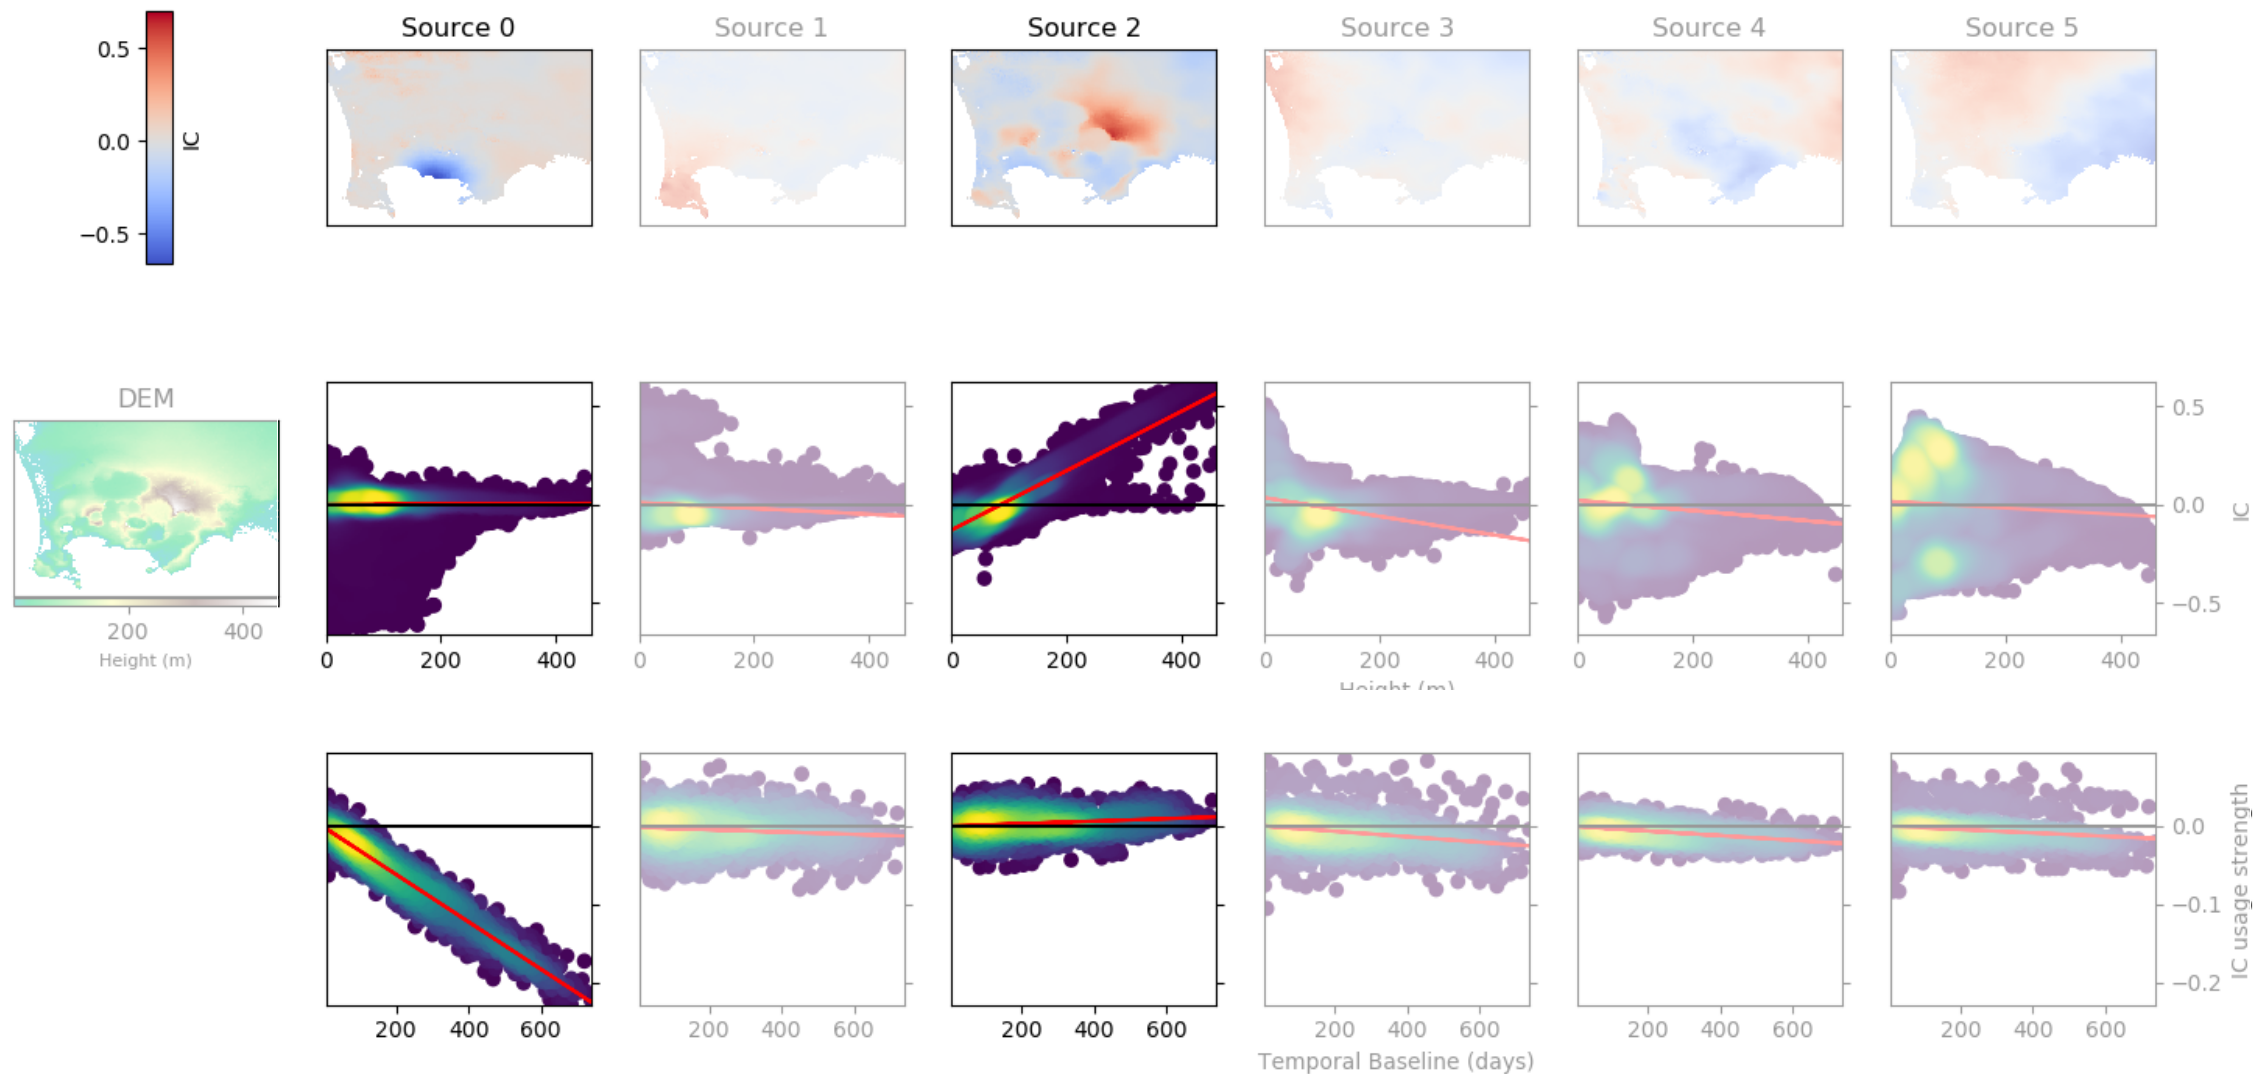 Source 0 Source 1 Source 2 Source 3 Source 4 Source 5
0.5
0.0
−0.5
IC
DEM
200 400
Height (m)
0.5
0.0
−0.5
IC
0 200 400 0 200 400 0 200 400 0 200 400 0 200 400 0 200 400
Height (m)
0.0
−0.1
−0.2
IC usage strength
200 400 600 200 400 600 200 400 600 200 400 600 200 400 600 200 400 600
Temporal Baseline (days)